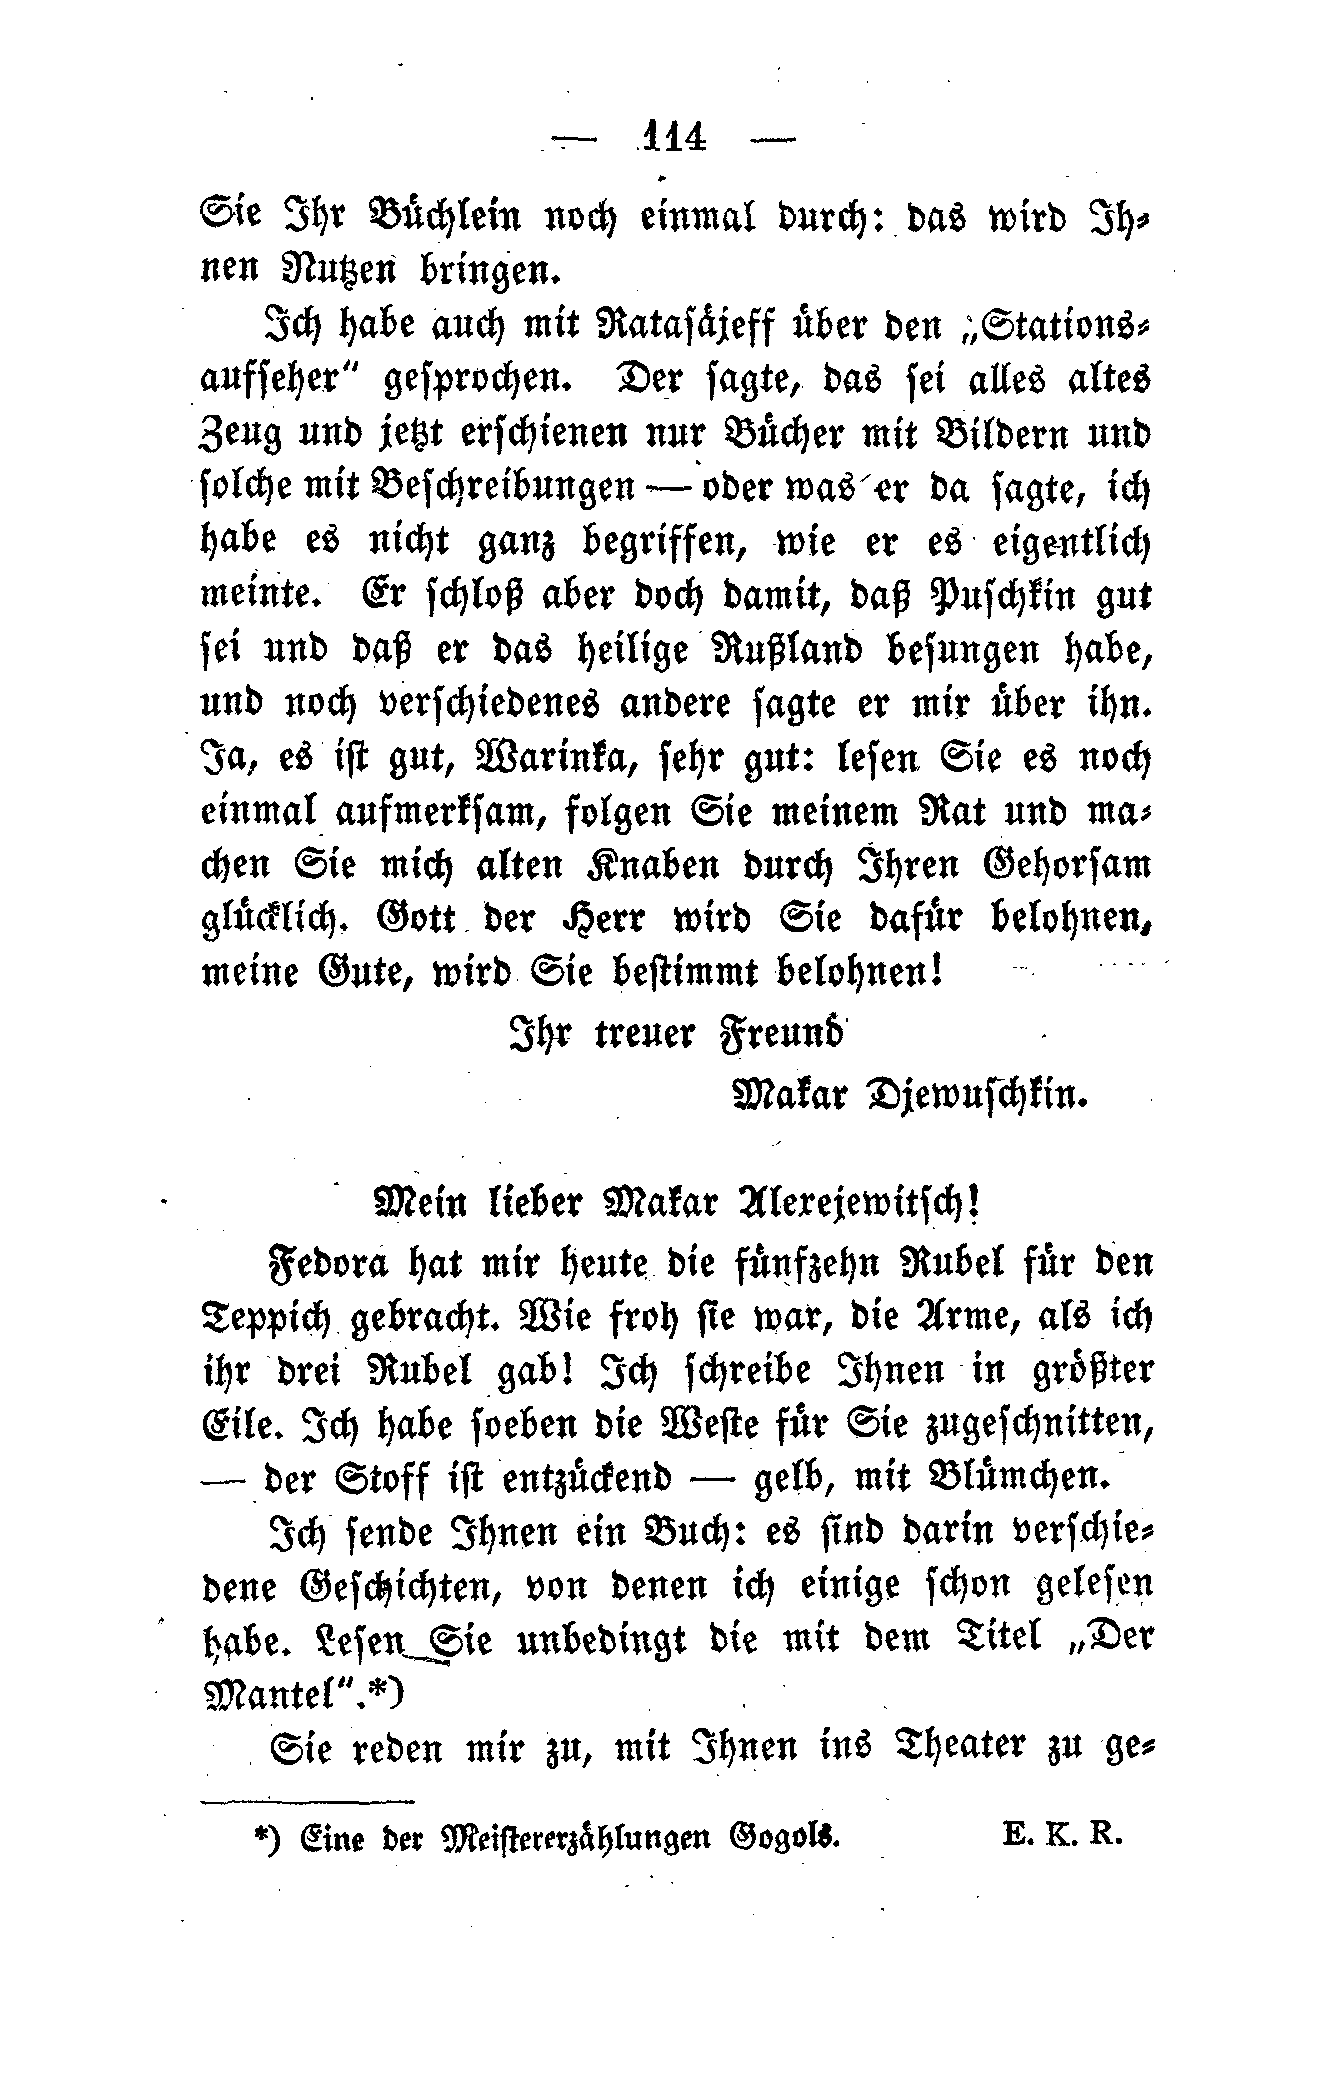 — 114 —
Sie Ihr Büchlein noch einmal durch: das wird Ih-
nen Nutzen bringen.
Ich habe auch mit Ratasäjeff über den „Stations-
aufseher“ gesprochen. Der sagte, das sei alles altes
Zeug und jetzt erschienen nur Bücher mit Bildern und
solche mit Beschreibungen — oder was er da sagte, ich
habe es nicht ganz begriffen, wie er es eigentlich
meinte. Er schloß aber doch damit, daß Puschkin gut
sei und daß er das heilige Rußland besungen habe,
und noch verschiedenes andere sagte er mir über ihn.
Ja, es ist gut, Warinka, sehr gut: lesen Sie es noch
einmal aufmerksam, folgen Sie meinem Rat und ma-
chen Sie mich alten Knaben durch Ihren Gehorsam
glücklich. Gott der Herr wird Sie dafür belohnen,
meine Gute, wird Sie bestimmt belohnen!
Ihr treuer Freund
Makar Djewuschkin.
Mein lieber Makar Alexejewitsch!
Fedora hat mir heute die fünfzehn Rubel für den
Teppich gebracht. Wie froh sie war, die Arme, als ich
ihr drei Rubel gab! Ich schreibe Ihnen in größter
Eile. Ich habe soeben die Weste für Sie zugeschnitten,
— der Stoff ist entzückend — gelb, mit Blümchen.
Ich sende Ihnen ein Buch: es sind darin verschie-
dene Geschichten, von denen ich einige schon gelesen
habe. Lesen Sie unbedingt die mit dem Titel „Der
Mantel“.*)
Sie reden mir zu, mit Ihnen ins Theater zu ge-
*) Eine der Meistererzählungen Gogols. E. K. R.